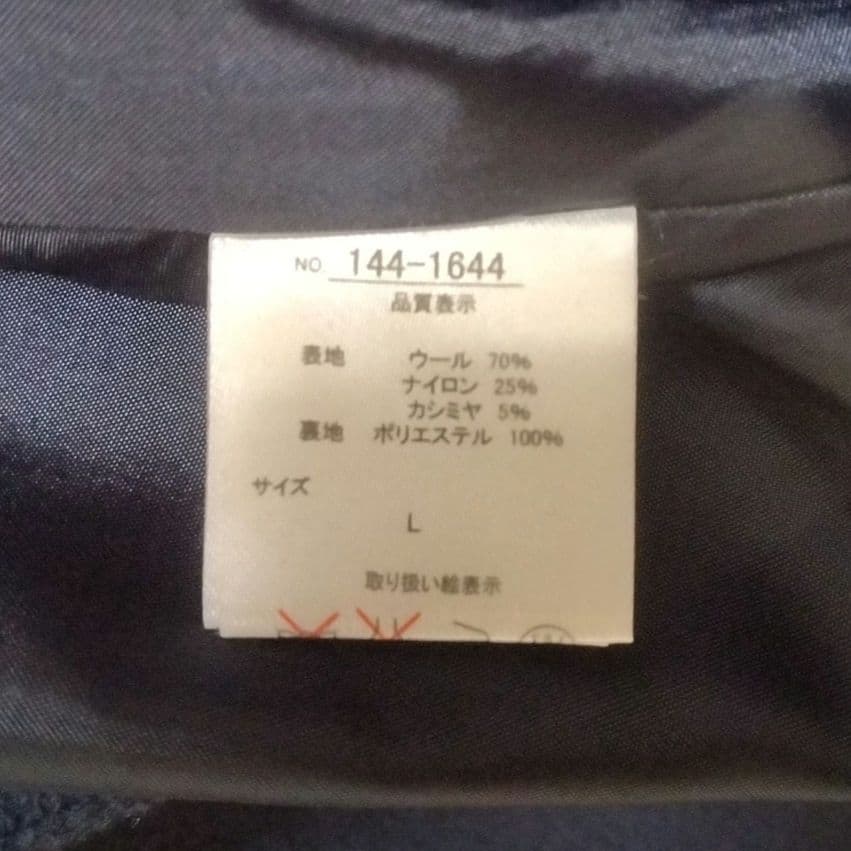 NO. 144-1644
品質表示
表地 ウール 70%
ナイロン 25%
カシミヤ 5%
裏地 ポリエステル 100%
サイズ
L
取り扱い絵表示